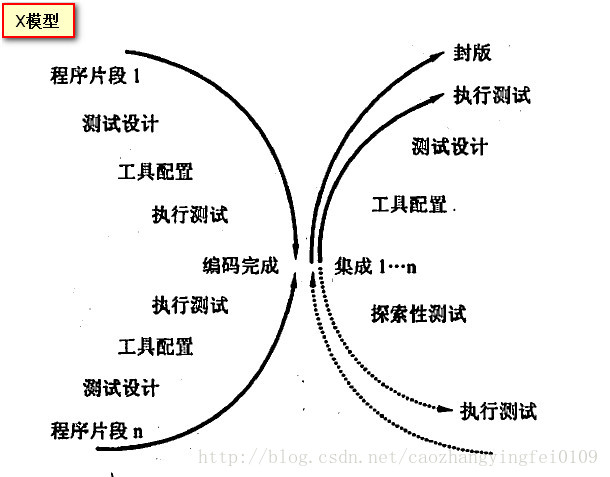 X模型
程序片段 1
测试设计
工具配置
执行测试
编码完成
执行测试
工具配置
测试设计
程序片段 n
封版
执行测试
测试设计
工具配置
集成 1…n
探索性测试
执行测试
http://blog.csdn.net/caozhangyingfei0109